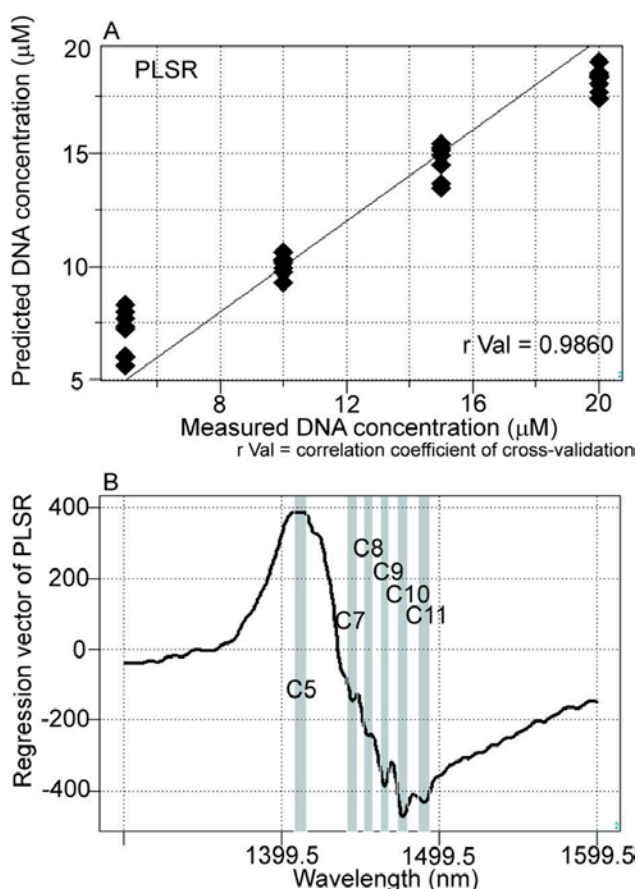 A
PLSR
Predicted DNA concentration (μM)
20
15
10
5
r Val = 0.9860
8
12
16
20
Measured DNA concentration (μM)
r Val = correlation coefficient of cross-validation
B
Regression vector of PLSR
400
200
0
-200
-400
C5
C7
C8
C9
C10
C11
1399.5
1499.5
1599.5
Wavelength (nm)